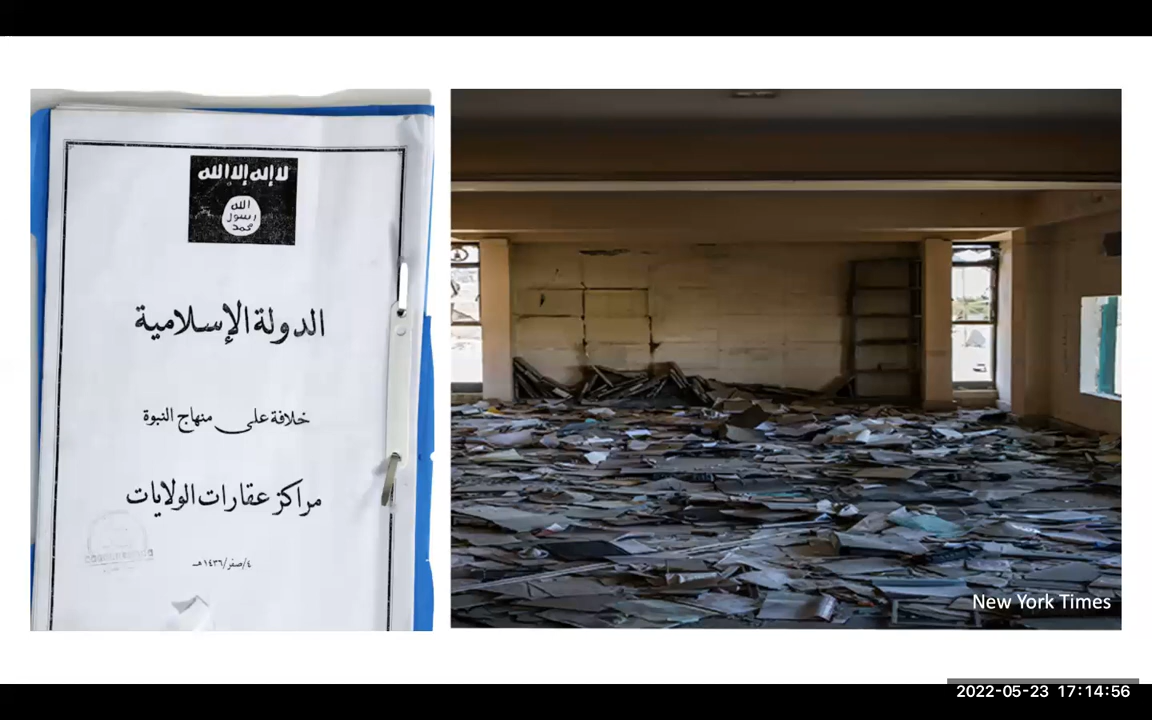 لا إله إلا الله
الله
رسول
محمد
الدولة الإسلامية
خلافة على منهاج النبوة
مراكز عقارات الولايات
٤/صفر/١٤٣٦هـ
New York Times
2022-05-23 17:14:56